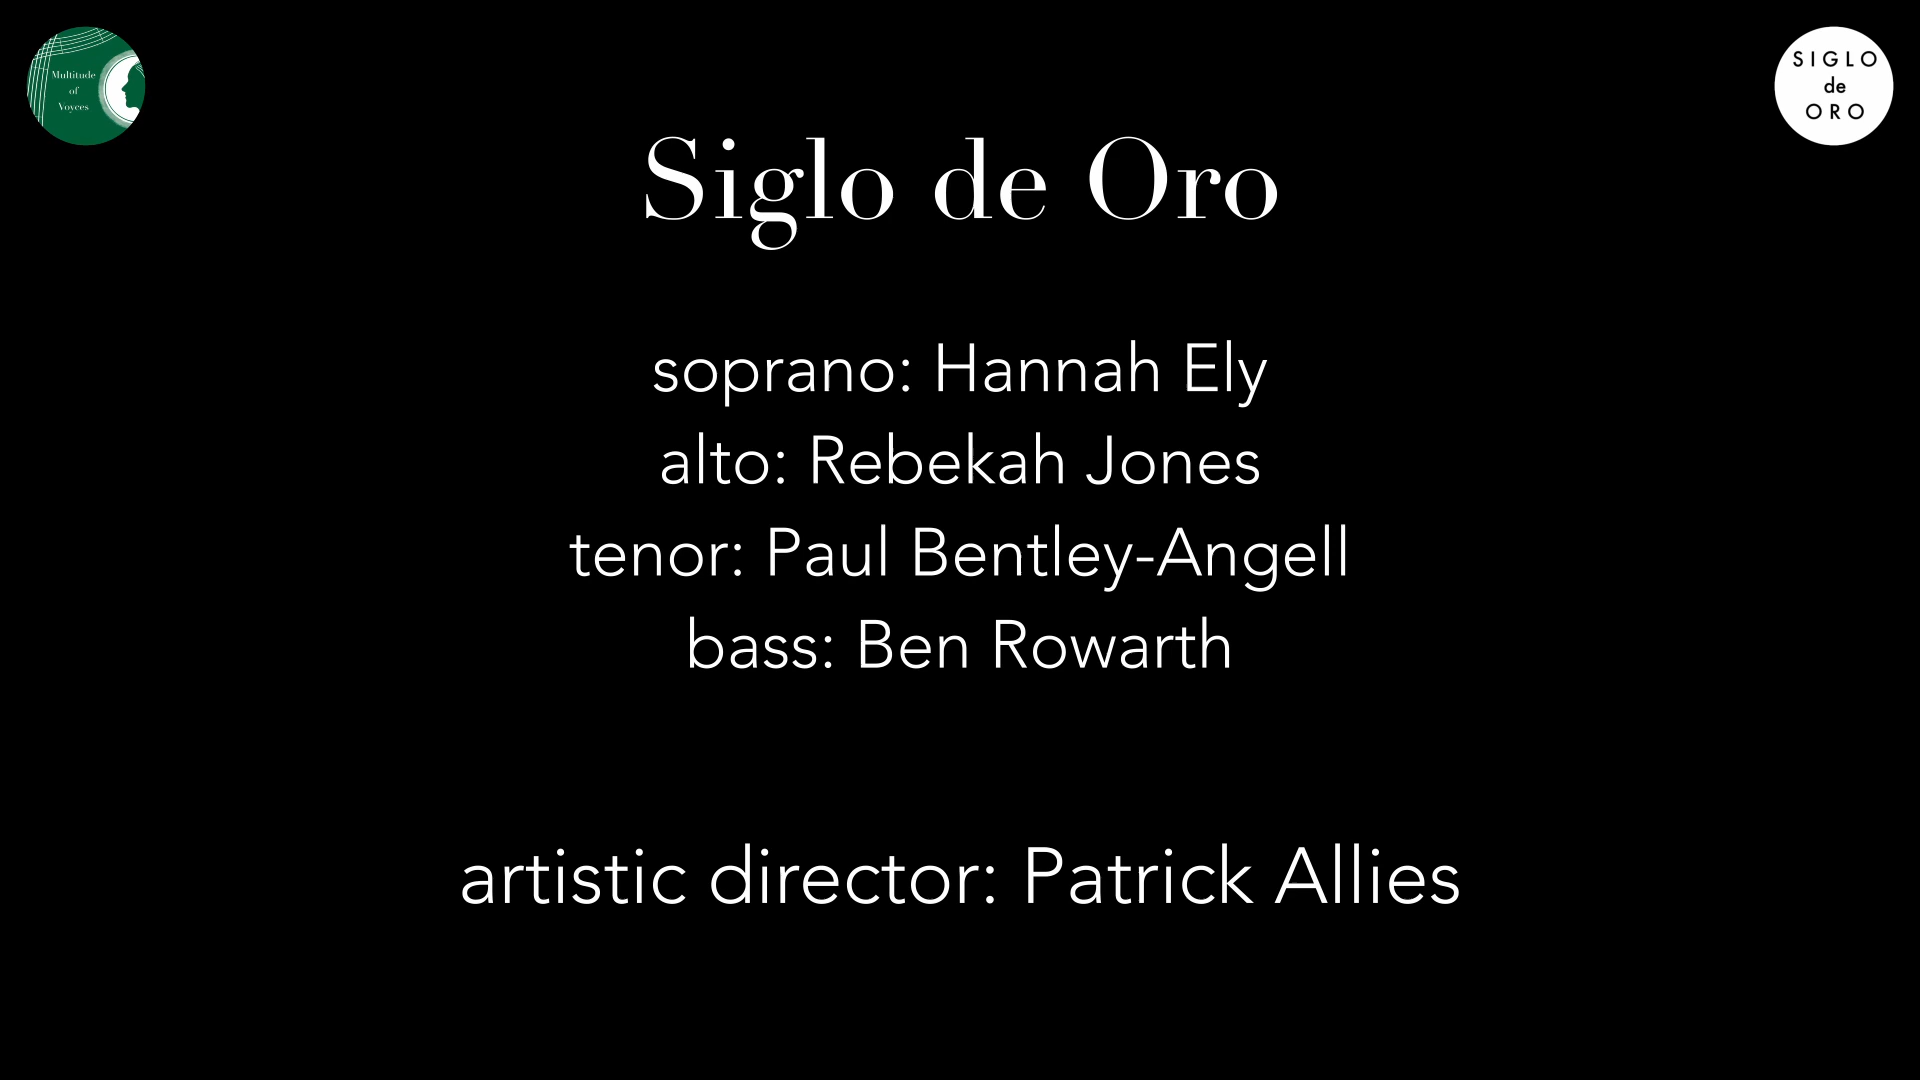 Multitude
of
Voyces
SIGLO
de
ORO
Siglo de Oro
soprano: Hannah Ely
alto: Rebekah Jones
tenor: Paul Bentley-Angell
bass: Ben Rowarth
artistic director: Patrick Allies